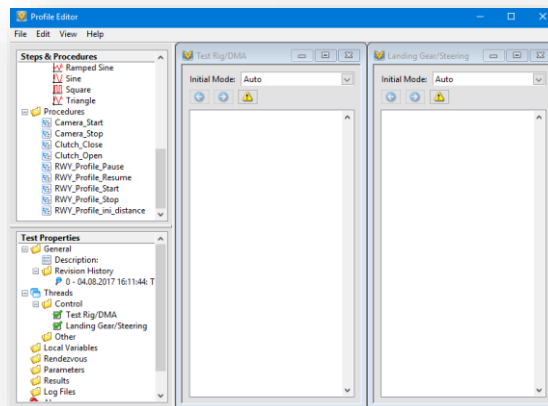 Profile Editor
File Edit View Help
Steps & Procedures
Ramped Sine
Sine
Square
Triangle
Procedures
Camera_Start
Camera_Stop
Clutch_Close
Clutch_Open
RWY_Profile_Pause
RWY_Profile_Resume
RWY_Profile_Start
RWY_Profile_Stop
RWY_Profile_ini_distance
Test Properties
General
Description:
Revision History
0 - 04.08.2017 16:11:44: T
Threads
Control
Test Rig/DMA
Landing Gear/Steering
Other
Local Variables
Rendezvous
Parameters
Results
Log Files
Test Rig/DMA
Initial Mode: Auto
Landing Gear/Steering
Initial Mode: Auto